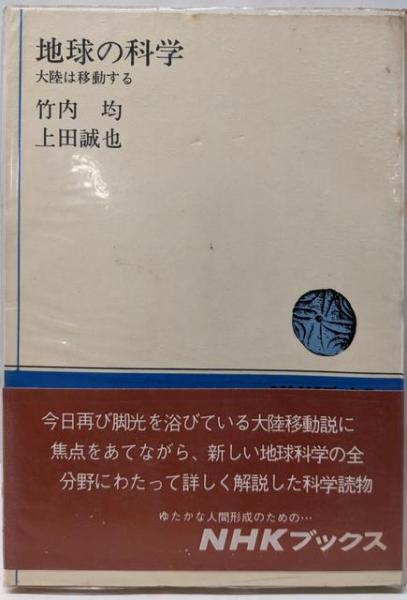 地球の科学
大陸は移動する
竹内 均
上田誠也
今日再び脚光を浴びている大陸移動説に
焦点をあてながら、新しい地球科学の全
分野にわたって詳しく解説した科学読物
ゆたかな人間形成のための…
NHKブックス